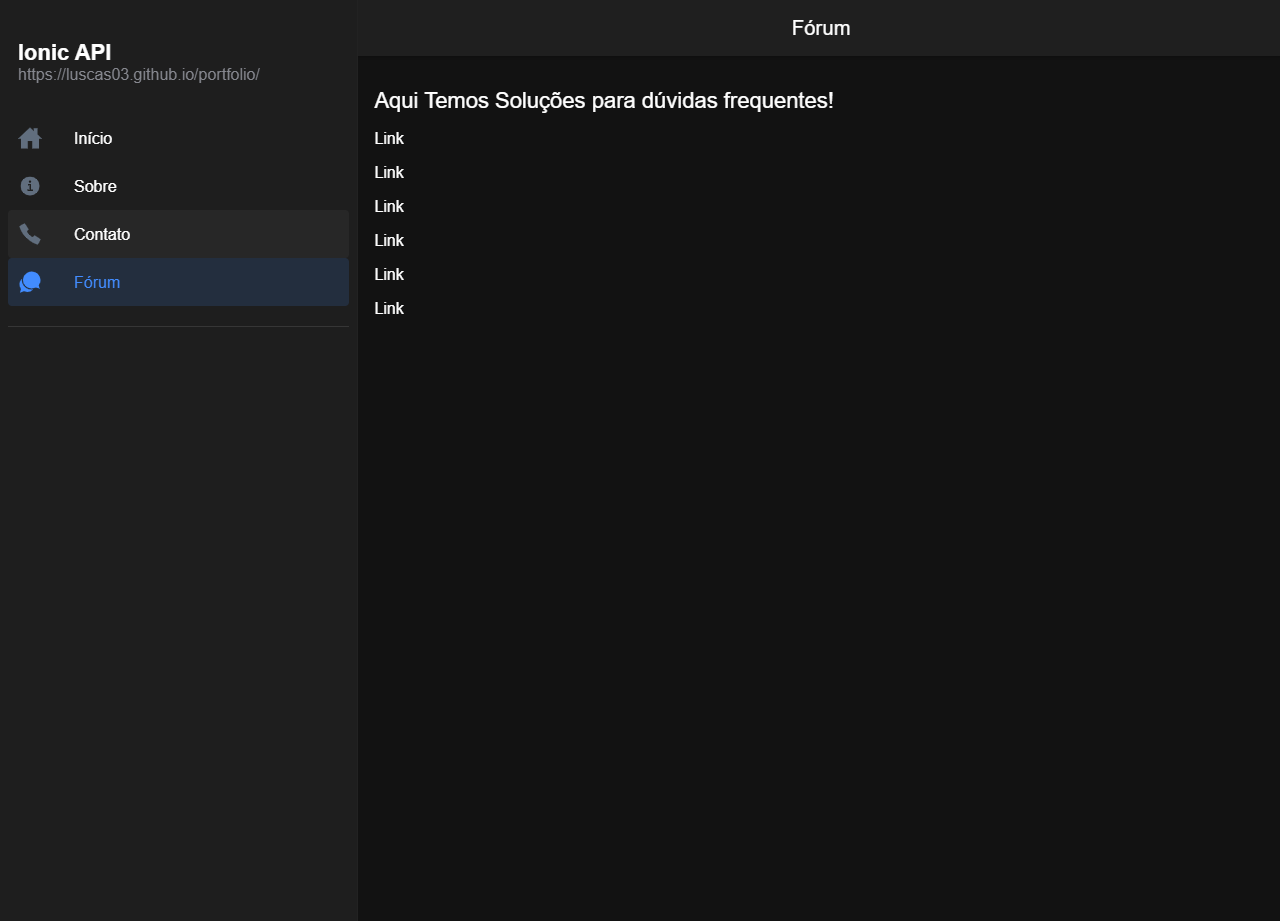 Ionic API
https://luscas03.github.io/portfolio/
Início
Sobre
Contato
Fórum
Fórum
Aqui Temos Soluções para dúvidas frequentes!
Link
Link
Link
Link
Link
Link